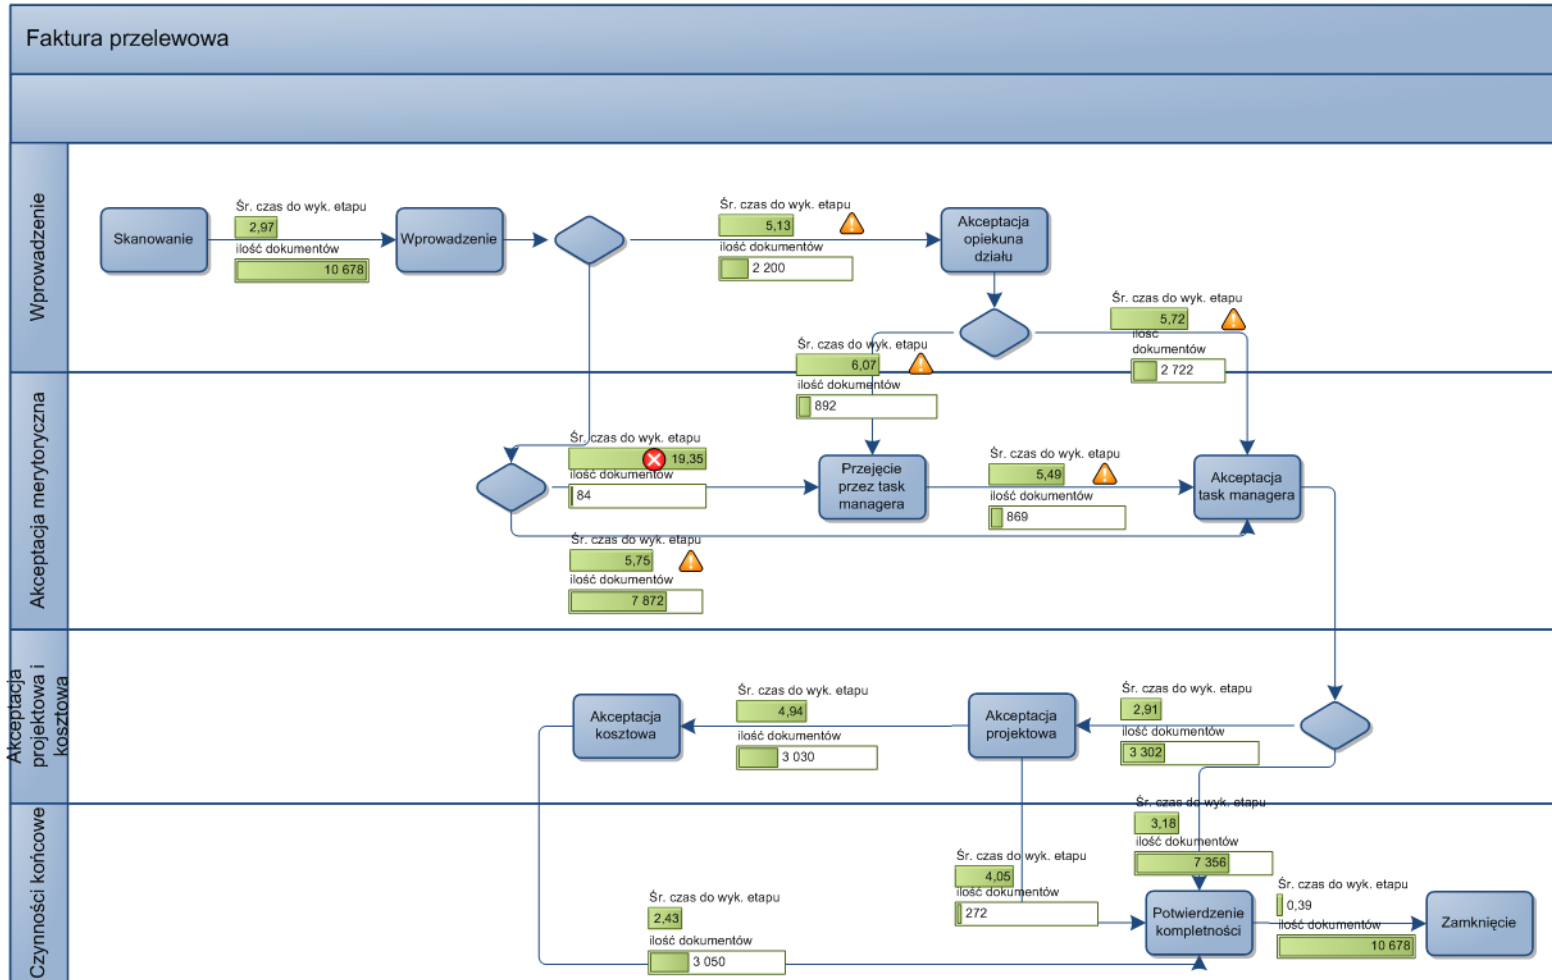 Faktura przelewowa
Wprowadzenie
Skanowanie
Śr. czas do wyk. etapu
2,97
ilość dokumentów
10 678
Wprowadzenie
Śr. czas do wyk. etapu
5,13
ilość dokumentów
2 200
Akceptacja
opiekuna
działu
Śr. czas do wyk. etapu
5,72
ilość
dokumentów
2 722
Śr. czas do wyk. etapu
6,07
ilość dokumentów
892
Akceptacja merytoryczna
Śr. czas do wyk. etapu
19,35
ilość dokumentów
84
Przejęcie
przez task
managera
Śr. czas do wyk. etapu
5,49
ilość dokumentów
869
Akceptacja
task managera
Śr. czas do wyk. etapu
5,75
ilość dokumentów
7 872
Akceptacja
projektowa i
kosztowa
Akceptacja
kosztowa
Śr. czas do wyk. etapu
4,94
ilość dokumentów
3 030
Akceptacja
projektowa
Śr. czas do wyk. etapu
2,91
ilość dokumentów
3 302
Czynności końcowe
Śr. czas do wyk. etapu
3,18
ilość dokumentów
7 356
Śr. czas do wyk. etapu
4,05
ilość dokumentów
272
Śr. czas do wyk. etapu
2,43
ilość dokumentów
3 050
Potwierdzenie
kompletności
Śr. czas do wyk. etapu
0,39
ilość dokumentów
10 678
Zamknięcie